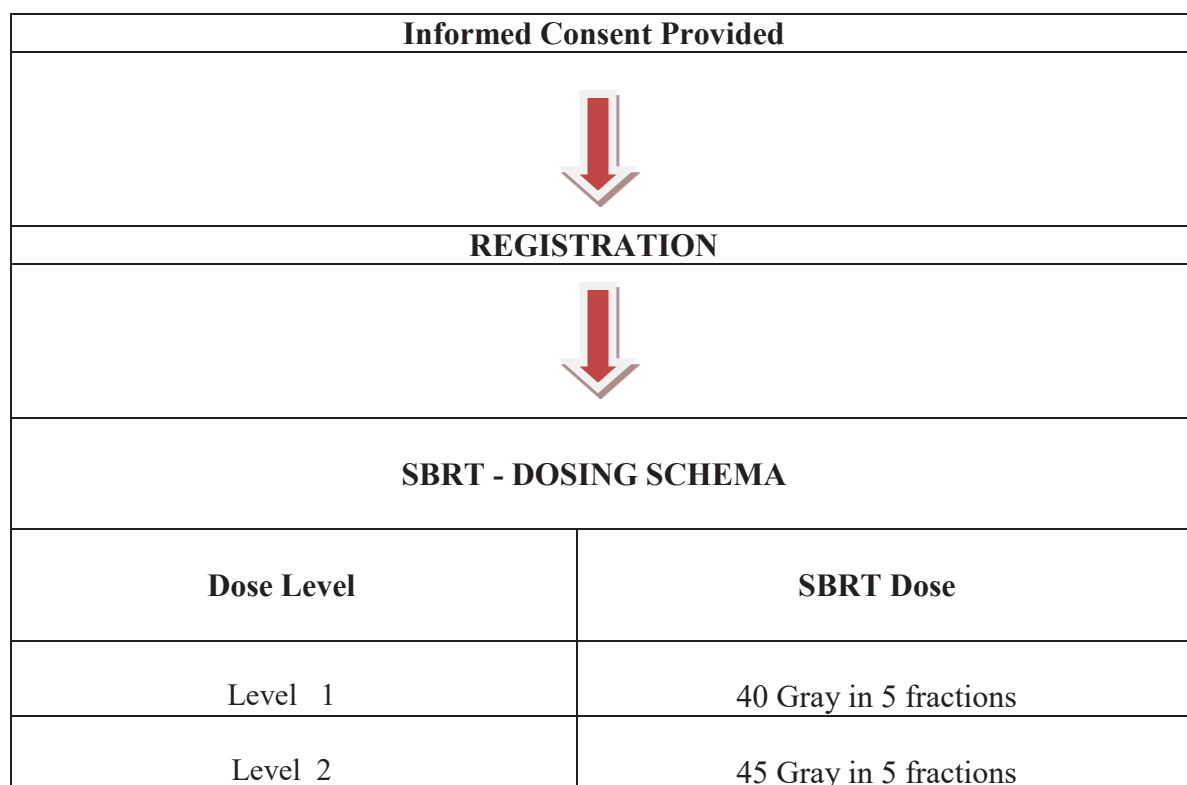 Informed Consent Provided
REGISTRATION
SBRT - DOSING SCHEMA
Dose Level SBRT Dose
Level 1 40 Gray in 5 fractions
Level 2 45 Gray in 5 fractions